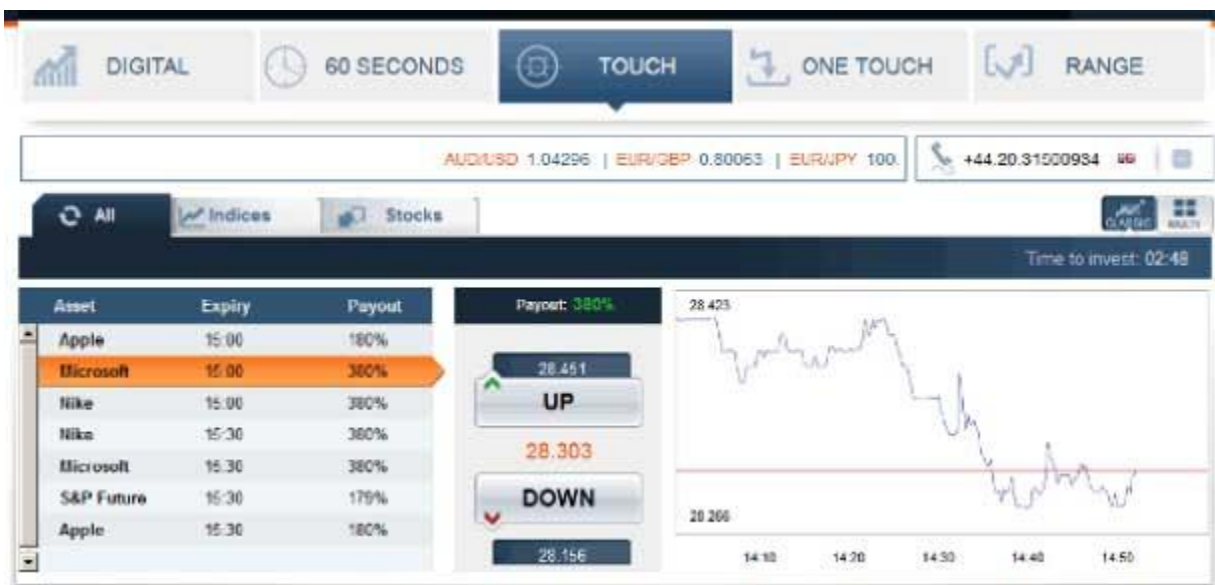 DIGITAL 60 SECONDS TOUCH ONE TOUCH RANGE
AUD/USD 1.04296 | EUR/GBP 0.80063 | EUR/JPY 100. +44.20.31500934
All Indices Stocks CLASSIC MULTI
Time to invest: 02:48
Asset Expiry Payout
Apple 15:00 180%
Microsoft 15:00 380%
Nike 15:00 380%
Nike 15:30 380%
Microsoft 15:30 380%
S&P Future 15:30 179%
Apple 15:30 180%
Payout: 380%
28.451
UP
28.303
DOWN
28.156
28.423
28.266
14:10 14:20 14:30 14:40 14:50